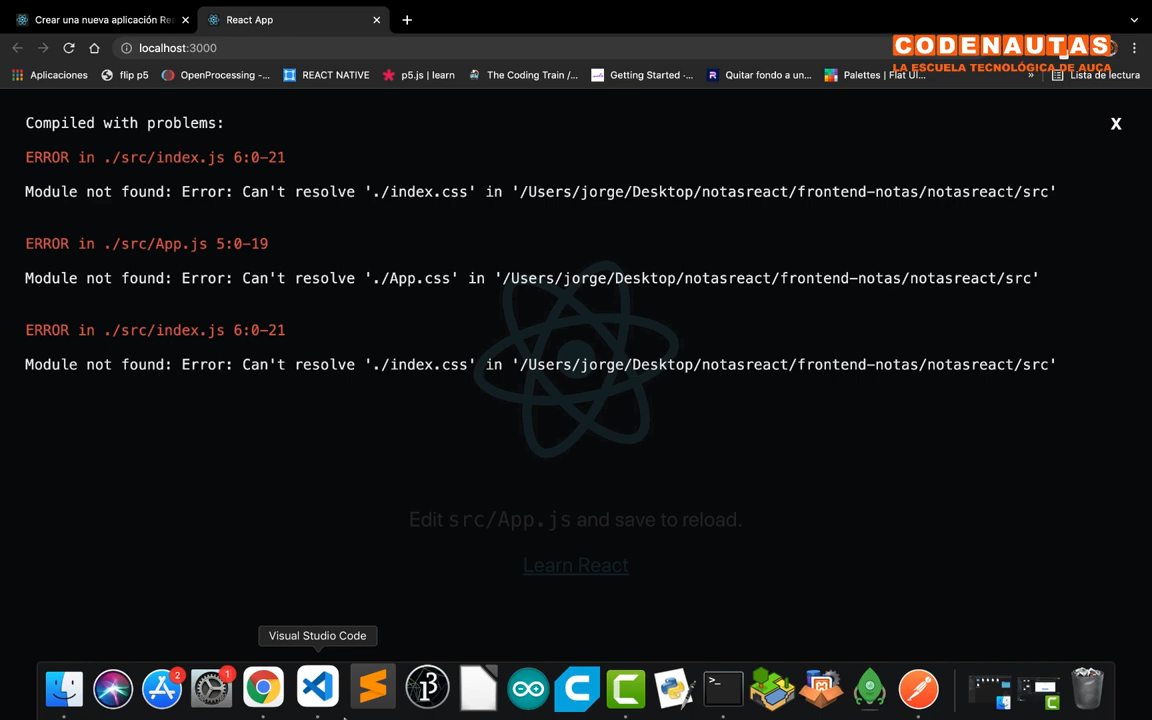 Crear una nueva aplicación Rea
React App
localhost:3000
CODENAUTAS
LA ESCUELA TECNOLÓGICA DE AUCA
Aplicaciones
flip p5
OpenProcessing -...
REACT NATIVE
p5.js | learn
The Coding Train /...
Getting Started -...
Quitar fondo a un...
Palettes | Flat UI...
»
Lista de lectura
Compiled with problems:
X
ERROR in ./src/index.js 6:0-21
Module not found: Error: Can't resolve './index.css' in '/Users/jorge/Desktop/notasreact/frontend-notas/notasreact/src'
ERROR in ./src/App.js 5:0-19
Module not found: Error: Can't resolve './App.css' in '/Users/jorge/Desktop/notasreact/frontend-notas/notasreact/src'
ERROR in ./src/index.js 6:0-21
Module not found: Error: Can't resolve './index.css' in '/Users/jorge/Desktop/notasreact/frontend-notas/notasreact/src'
Edit src/App.js and save to reload.
Learn React
Visual Studio Code
2
1